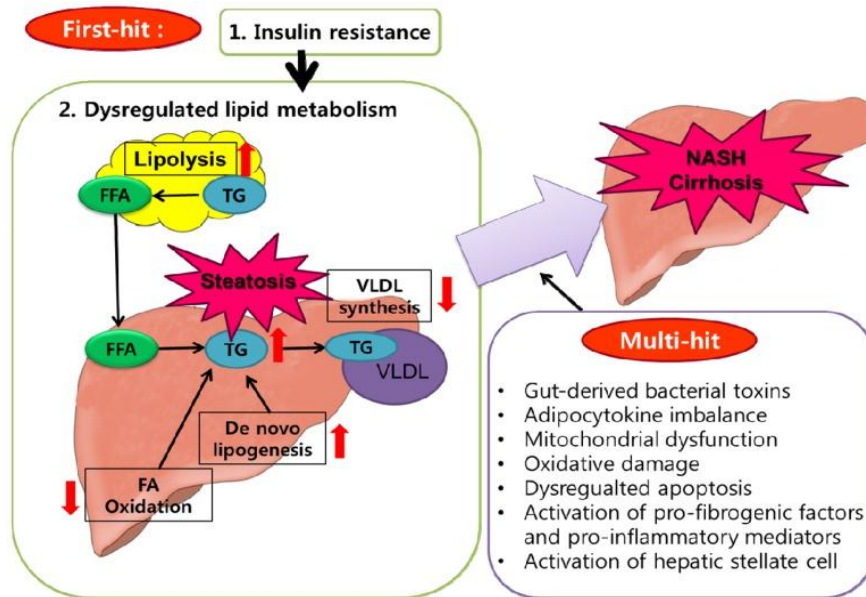 First-hit :
1. Insulin resistance
2. Dysregulated lipid metabolism
Lipolysis
FFA
TG
Steatosis
VLDL
synthesis
FFA
TG
TG
VLDL
De novo
lipogenesis
FA
Oxidation
NASH
Cirrhosis
Multi-hit
• Gut-derived bacterial toxins
• Adipocytokine imbalance
• Mitochondrial dysfunction
• Oxidative damage
• Dysregualted apoptosis
• Activation of pro-fibrogenic factors
and pro-inflammatory mediators
• Activation of hepatic stellate cell